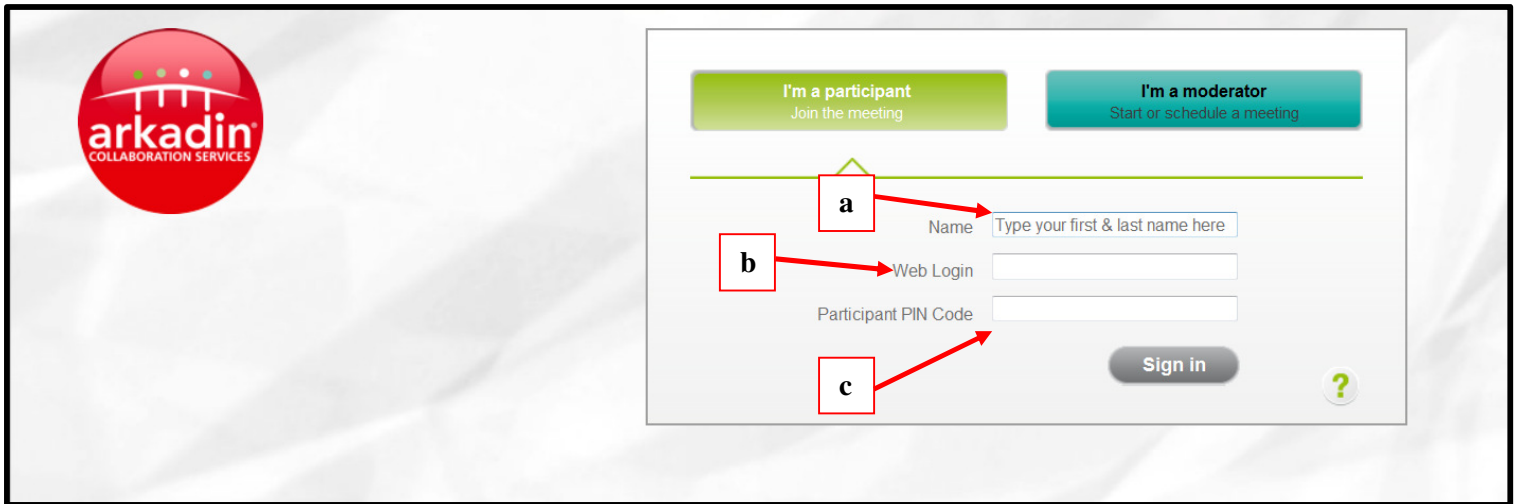 arkadin
COLLABORATION SERVICES
I'm a participant
Join the meeting
I'm a moderator
Start or schedule a meeting
a
Name
Type your first & last name here
b
Web Login
Participant PIN Code
c
Sign in
?